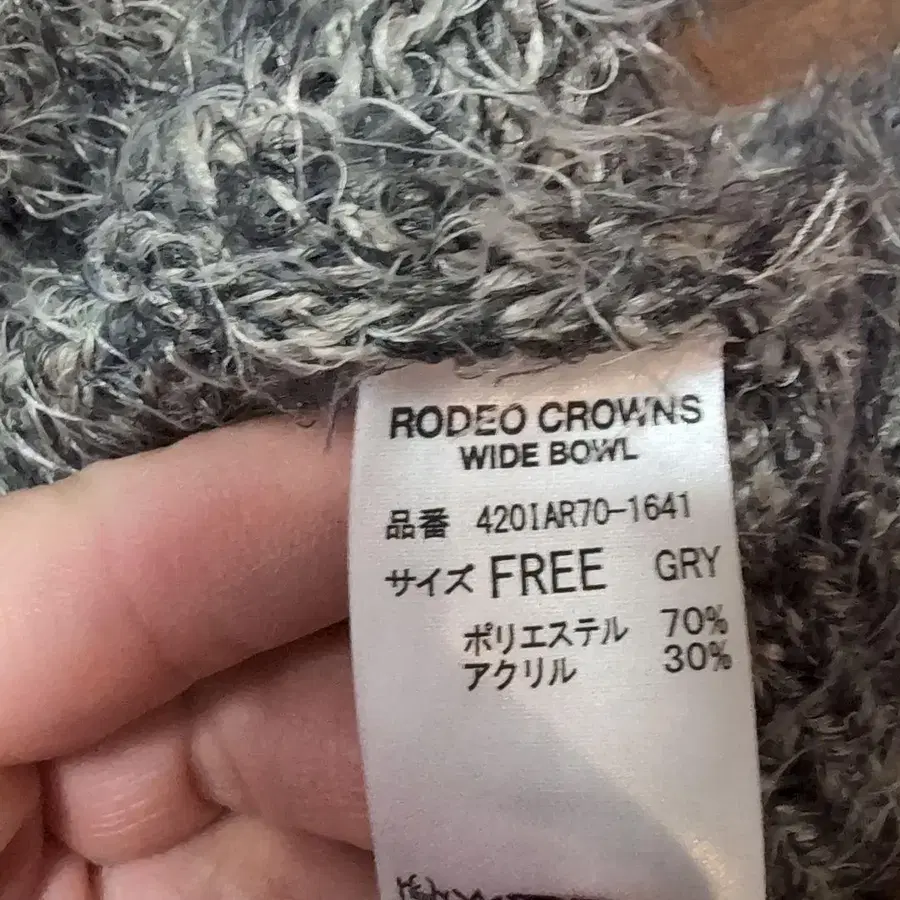 RODEO CROWNS
WIDE BOWL
品番 420IAR70-1641
サイズ FREE GRY
ポリエステル 70%
アクリル 30%